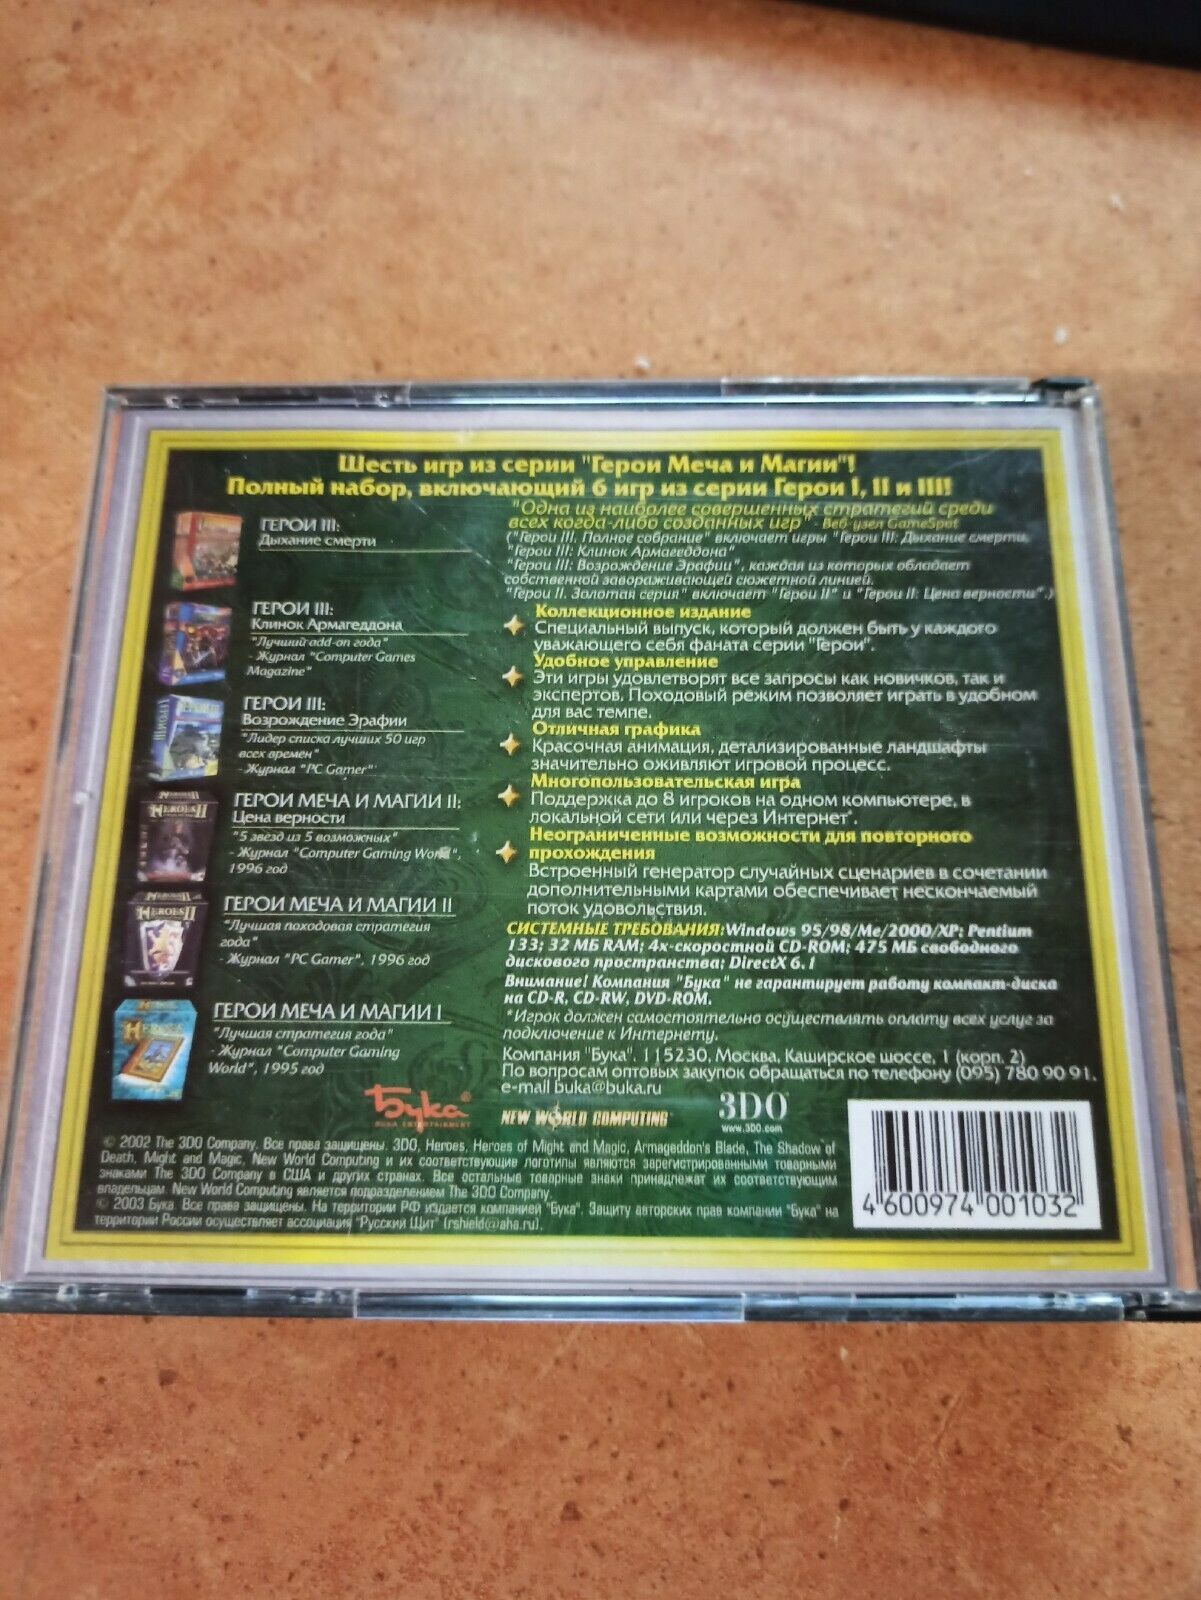 Шесть игр из серии "Герои Меча и Магии"!
Полный набор, включающий 6 игр из серии Герои I, II и III!
ГЕРОИ III:
Дыхание смерти
ГЕРОИ III:
Клинок Армагеддона
"Лучший add-on года"
- Журнал "Computer Games
Magazine"
ГЕРОИ III:
Возрождение Эрафии
"Лидер списка лучших 50 игр
всех времен"
- Журнал "PC Gamer"
HEROES II
ГЕРОИ МЕЧА И МАГИИ II:
Цена верности
"5 звезд из 5 возможных"
- Журнал "Computer Gaming World",
1996 год
HEROES II
ГЕРОИ МЕЧА И МАГИИ II
"Лучшая походовая стратегия
года"
- Журнал "PC Gamer", 1996 год
HEROES
ГЕРОИ МЕЧА И МАГИИ I
"Лучшая стратегия года"
- Журнал "Computer Gaming
World", 1995 год
"Одна из наиболее совершенных стратегий среди
всех когда-либо созданных игр" - Веб-узел GameSpot
("Герои III. Полное собрание" включает игры "Герои III: Дыхание смерти,
"Герои III: Клинок Армагеддона"
"Герои III: Возрождение Эрафии", каждая из которых обладает
собственной завораживающей сюжетной линией.
"Герои II. Золотая серия" включает "Герои II" и "Герои II: Цена верности".)
Коллекционное издание
Специальный выпуск, который должен быть у каждого
уважающего себя фаната серии "Герои".
Удобное управление
Эти игры удовлетворят все запросы как новичков, так и
экспертов. Походовый режим позволяет играть в удобном
для вас темпе.
Отличная графика
Красочная анимация, детализированные ландшафты
значительно оживляют игровой процесс.
Многопользовательская игра
Поддержка до 8 игроков на одном компьютере, в
локальной сети или через Интернет*.
Неограниченные возможности для повторного
прохождения
Встроенный генератор случайных сценариев в сочетании
дополнительными картами обеспечивает нескончаемый
поток удовольствия.
СИСТЕМНЫЕ ТРЕБОВАНИЯ: Windows 95/98/Me/2000/XP; Pentium
133; 32 МБ RAM; 4х-скоростной CD-ROM; 475 МБ свободного
дискового пространства; DirectX 6.1
Внимание! Компания "Бука" не гарантирует работу компакт-диска
на CD-R, CD-RW, DVD-ROM.
*Игрок должен самостоятельно осуществлять оплату всех услуг за
подключение к Интернету.
Компания "Бука". 115230, Москва, Каширское шоссе, 1 (корп. 2)
По вопросам оптовых закупок обращаться по телефону (095) 780 90 91.
e-mail buka@buka.ru
Бука®
BUKA ENTERTAINMENT
NEW WORLD COMPUTING
3DO
www.3DO.com
© 2002 The 3DO Company. Все права защищены. 3DO, Heroes, Heroes of Might and Magic, Armageddon's Blade, The Shadow of
Death, Might and Magic, New World Computing и их соответствующие логотипы являются зарегистрированными товарными
знаками The 3DO Company в США и других странах. Все остальные товарные знаки принадлежат их соответствующим
владельцам. New World Computing является подразделением The 3DO Company.
© 2003 Бука. Все права защищены. На территории РФ издается компанией "Бука". Защиту авторских прав компании "Бука" на
территории России осуществляет ассоциация "Русский Щит" (rshield@aha.ru).
4 600974 001032